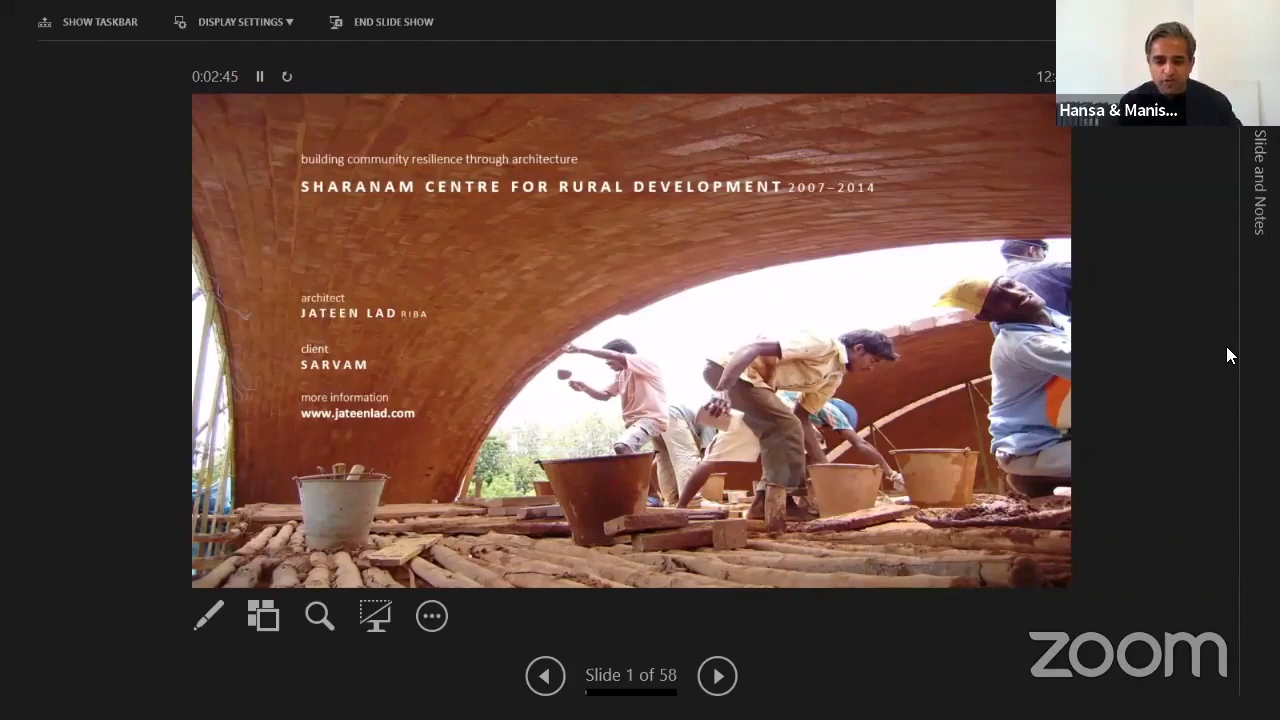 SHOW TASKBAR
DISPLAY SETTINGS ▼
END SLIDE SHOW
0:02:45
12:
Hansa & Manis...
Slide and Notes
building community resilience through architecture
SHARANAM CENTRE FOR RURAL DEVELOPMENT 2007–2014
architect
JATEEN LAD RIBA
client
SARVAM
more information
www.jateenlad.com
Slide 1 of 58
zoom